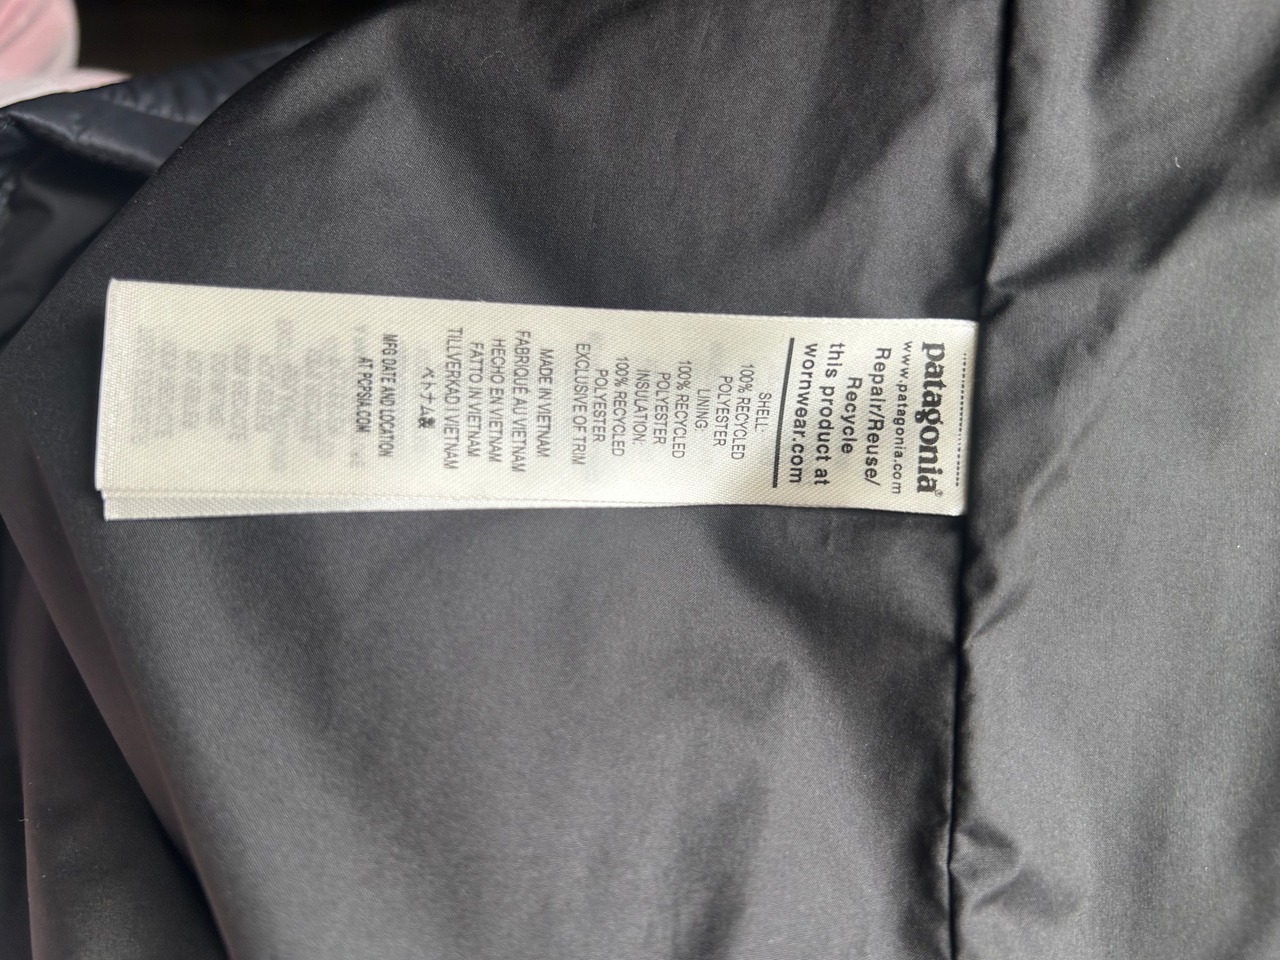 patagonia®
www.patagonia.com
Repair/Reuse/
Recycle
this product at
wornwear.com
SHELL:
100% RECYCLED
POLYESTER
LINING:
100% RECYCLED
POLYESTER
INSULATION:
100% RECYCLED
POLYESTER
EXCLUSIVE OF TRIM
MADE IN VIETNAM
FABRIQUÉ AU VIETNAM
HECHO EN VIETNAM
FATTO IN VIETNAM
TILLVERKAD I VIETNAM
ベトナム製
MFG DATE AND LOCATION
AT PCPSIA.COM